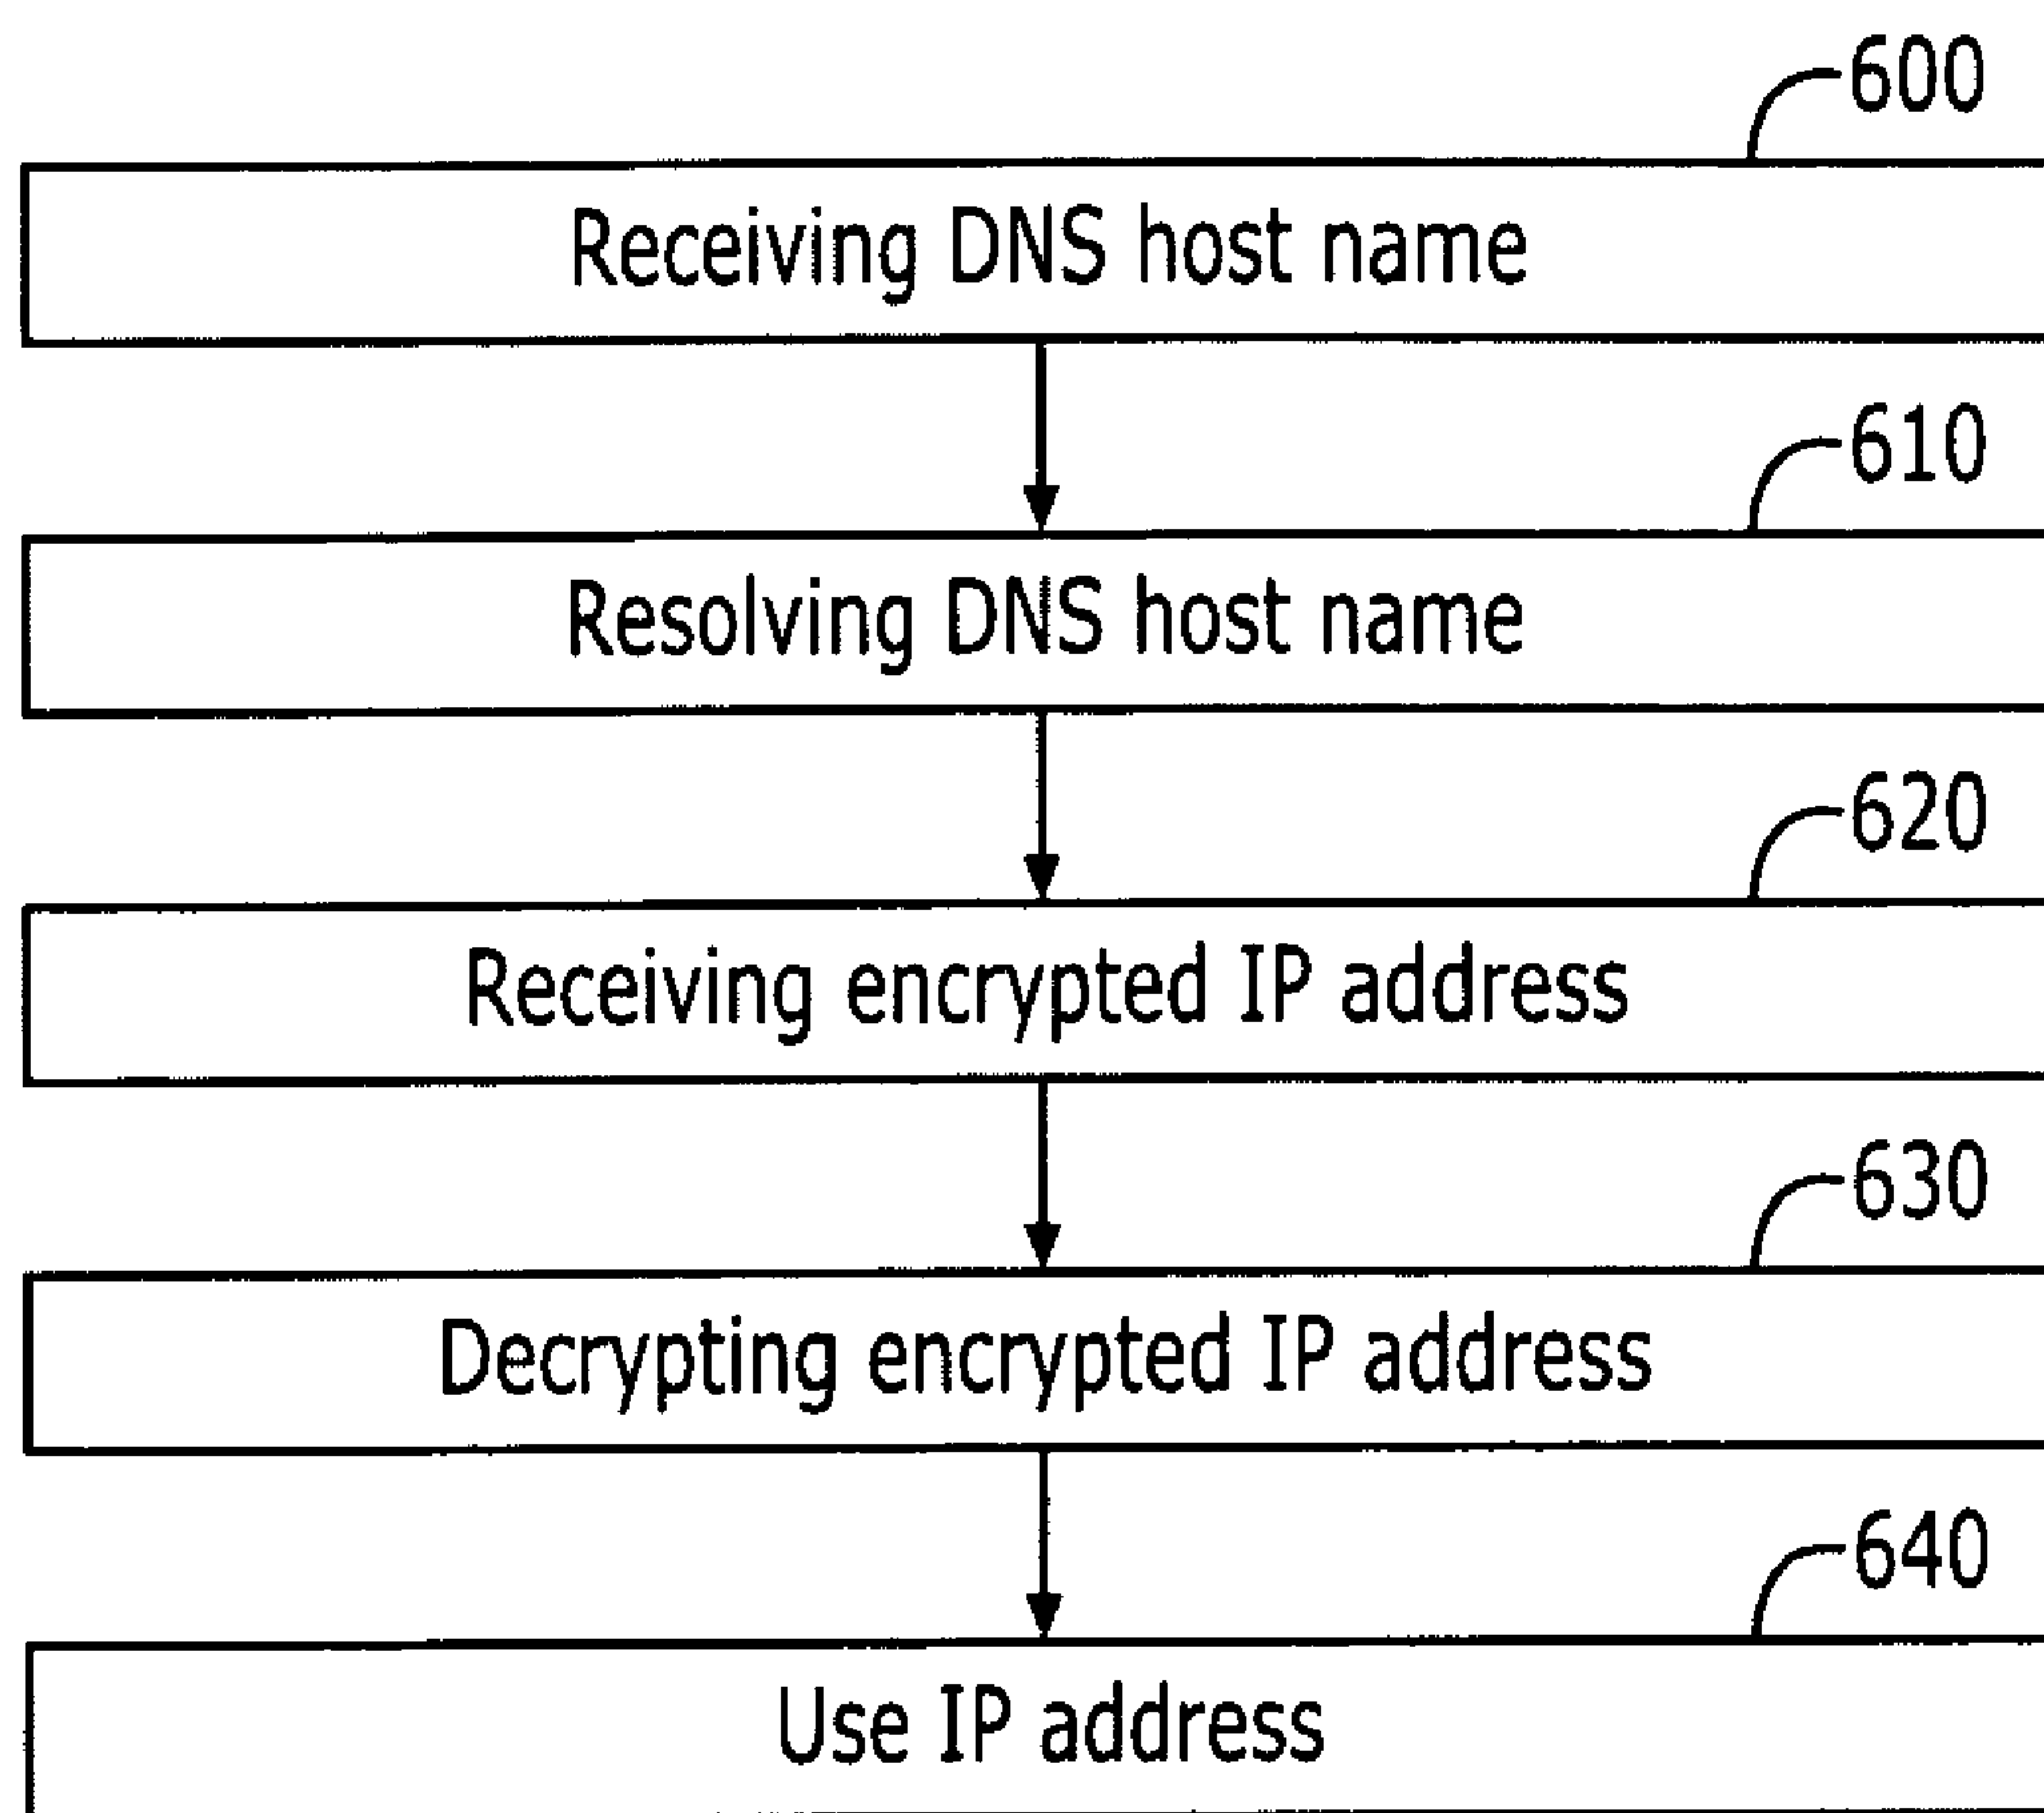 600
Receiving DNS host name
610
Resolving DNS host name
620
Receiving encrypted IP address
630
Decrypting encrypted IP address
640
Use IP address